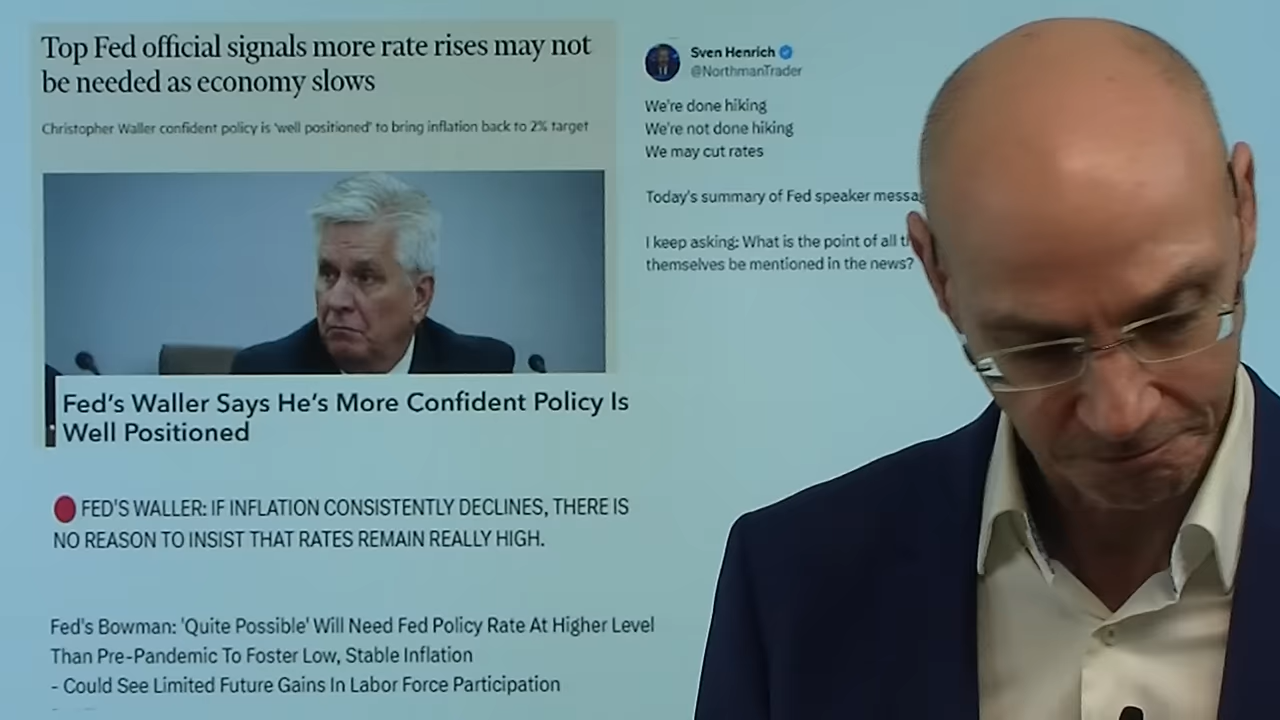 Top Fed official signals more rate rises may not
be needed as economy slows
Christopher Waller confident policy is 'well positioned' to bring inflation back to 2% target
Fed's Waller Says He's More Confident Policy Is
Well Positioned
FED'S WALLER: IF INFLATION CONSISTENTLY DECLINES, THERE IS
NO REASON TO INSIST THAT RATES REMAIN REALLY HIGH.
Fed's Bowman: 'Quite Possible' Will Need Fed Policy Rate At Higher Level
Than Pre-Pandemic To Foster Low, Stable Inflation
- Could See Limited Future Gains In Labor Force Participation
Sven Henrich
@NorthmanTrader
We're done hiking
We're not done hiking
We may cut rates
Today's summary of Fed speaker
I keep asking: What is the point of all
themselves be mentioned in the news?